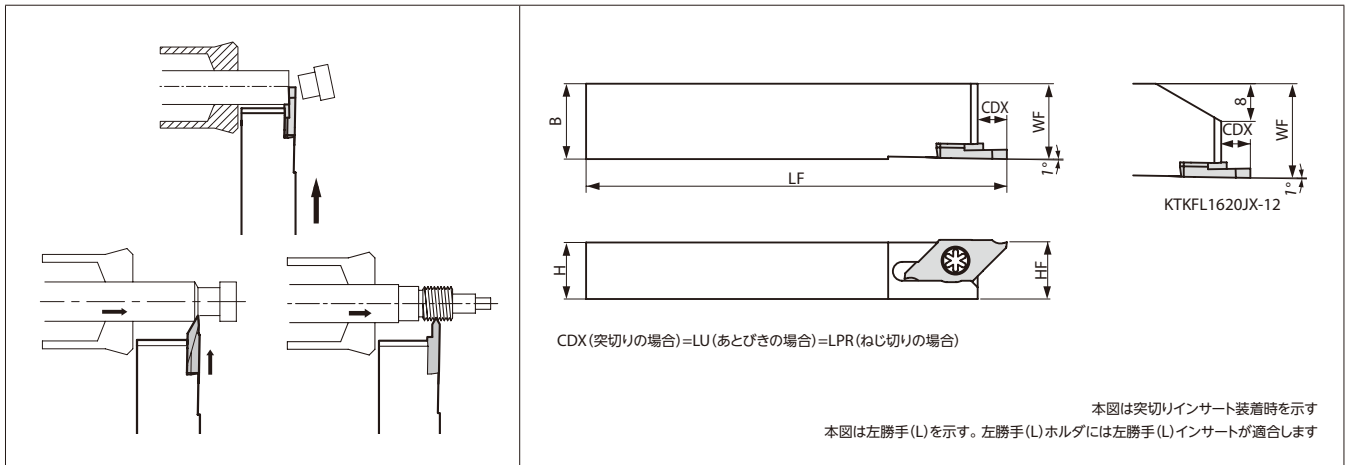 B
LF
CDX
WF
1°
8
CDX
WF
1°
KTKFL1620JX-12
H
HF
CDX(突切りの場合)=LU(あとびきの場合)=LPR(ねじ切りの場合)
本図は突切りインサート装着時を示す
本図は左勝手(L)を示す。左勝手(L)ホルダには左勝手(L)インサートが適合します